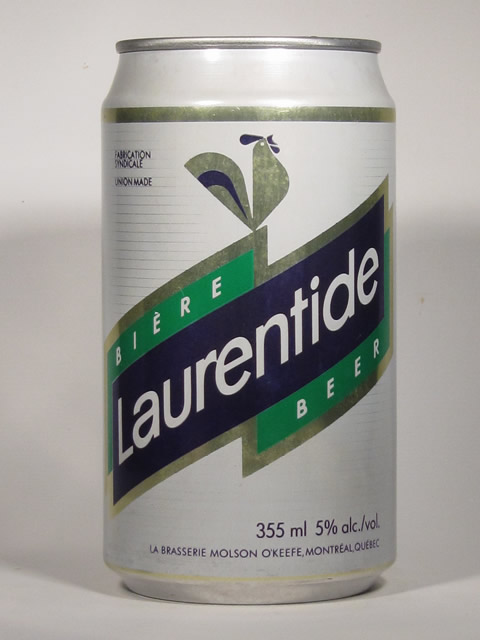 FABRICATION
SYNDICALE
UNION MADE
BIÈRE
Laurentide
BEER
355 ml 5% alc./vol.
LA BRASSERIE MOLSON O'KEEFE, MONTRÉAL, QUÉBEC